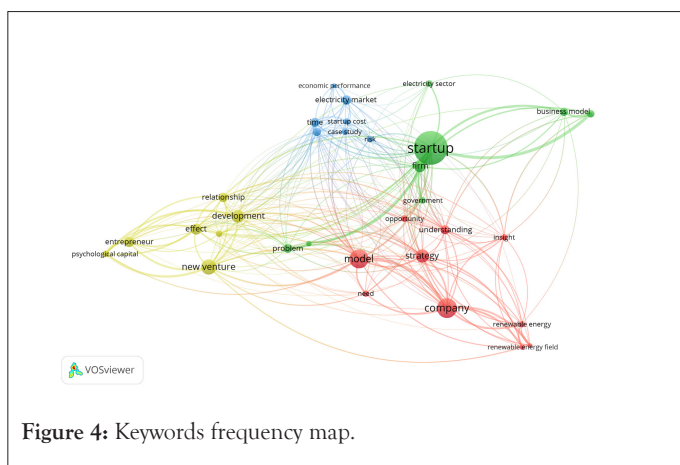 economic performance
electricity sector
electricity market
business model
time
startup cost
case study
risk
startup
firm
relationship
government
development
opportunity
effect
understanding
entrepreneur
insight
problem
psychological capital
strategy
model
new venture
need
company
renewable energy
renewable energy field
VOSviewer
Figure 4: Keywords frequency map.